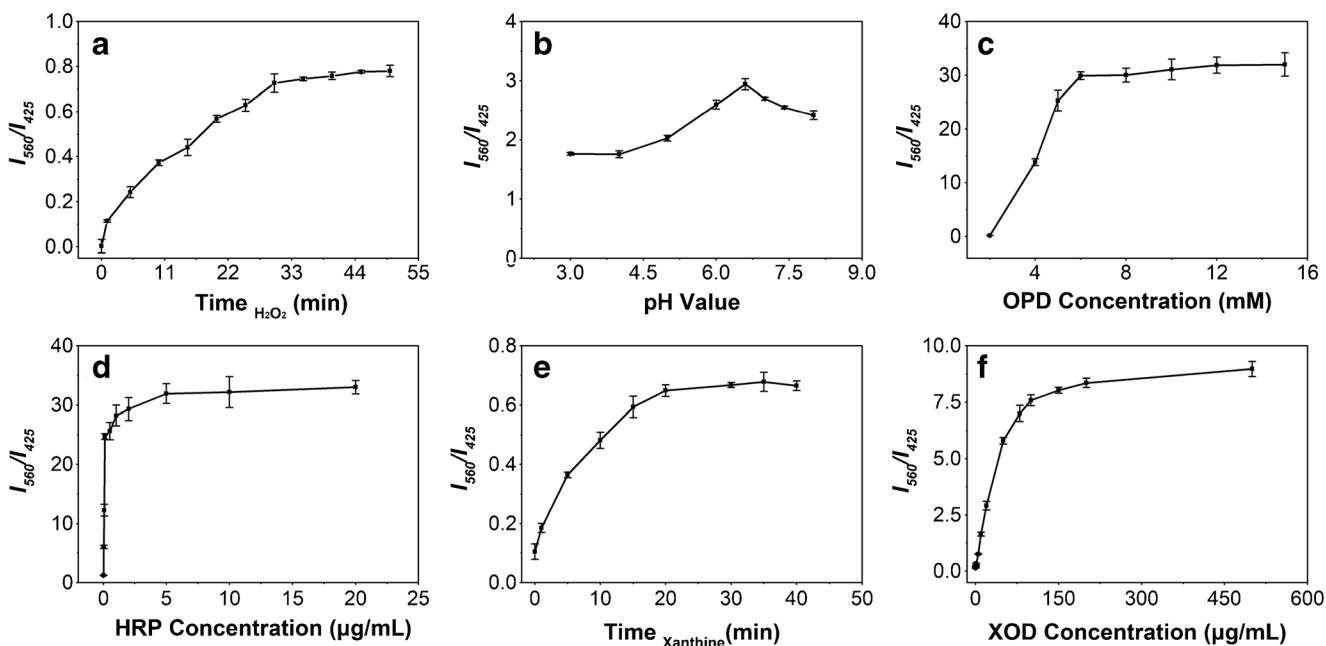 a
I560/I425
1.0
0.8
0.6
0.4
0.2
0.0
0 11 22 33 44 55
Time H2O2 (min)
b
I560/I425
4
3
2
1
0
3.0 4.5 6.0 7.5 9.0
pH Value
c
I560/I425
40
30
20
10
0
4 8 12 16
OPD Concentration (mM)
d
I560/I425
40
30
20
10
0
0 5 10 15 20 25
HRP Concentration (μg/mL)
e
I560/I425
0.8
0.6
0.4
0.2
0.0
0 10 20 30 40 50
Time Xanthine (min)
f
I560/I425
10.0
7.5
5.0
2.5
0.0
0 150 300 450 600
XOD Concentration (μg/mL)